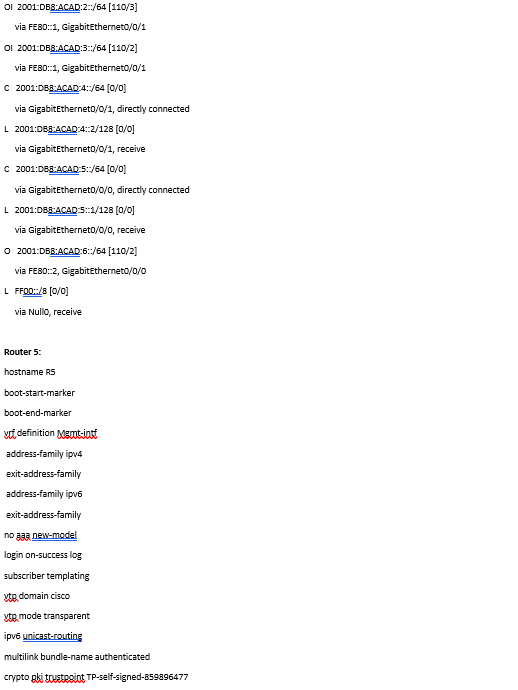 OI 2001:DB8:ACAD:2::/64 [110/3]
via FE80::1, GigabitEthernet0/0/1
OI 2001:DB8:ACAD:3::/64 [110/2]
via FE80::1, GigabitEthernet0/0/1
C 2001:DB8:ACAD:4::/64 [0/0]
via GigabitEthernet0/0/1, directly connected
L 2001:DB8:ACAD:4::2/128 [0/0]
via GigabitEthernet0/0/1, receive
C 2001:DB8:ACAD:5::/64 [0/0]
via GigabitEthernet0/0/0, directly connected
L 2001:DB8:ACAD:5::1/128 [0/0]
via GigabitEthernet0/0/0, receive
O 2001:DB8:ACAD:6::/64 [110/2]
via FE80::2, GigabitEthernet0/0/0
L FF00::/8 [0/0]
via Null0, receive
Router 5:
hostname R5
boot-start-marker
boot-end-marker
vrf definition Mgmt-intf
address-family ipv4
exit-address-family
address-family ipv6
exit-address-family
no aaa new-model
login on-success log
subscriber templating
vtp domain cisco
vtp mode transparent
ipv6 unicast-routing
multilink bundle-name authenticated
crypto pki trustpoint TP-self-signed-859896477